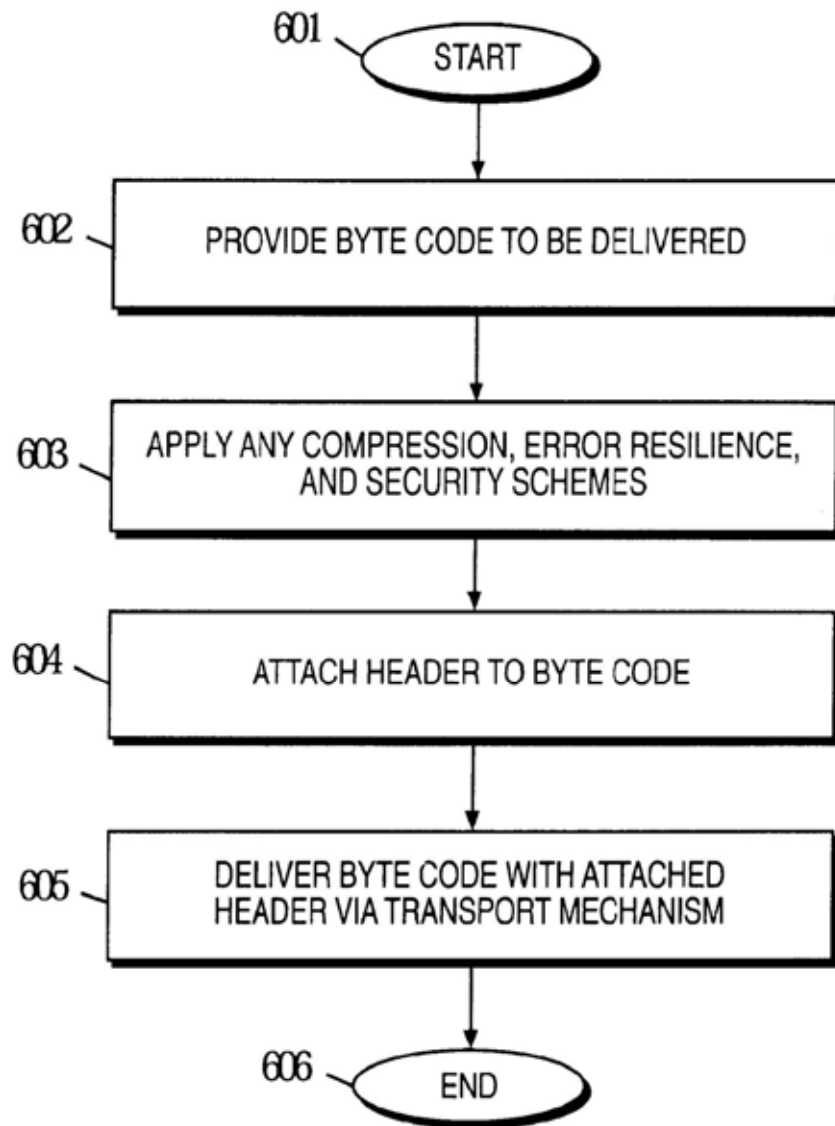 601
START
602
PROVIDE BYTE CODE TO BE DELIVERED
603
APPLY ANY COMPRESSION, ERROR RESILIENCE,
AND SECURITY SCHEMES
604
ATTACH HEADER TO BYTE CODE
605
DELIVER BYTE CODE WITH ATTACHED
HEADER VIA TRANSPORT MECHANISM
606
END